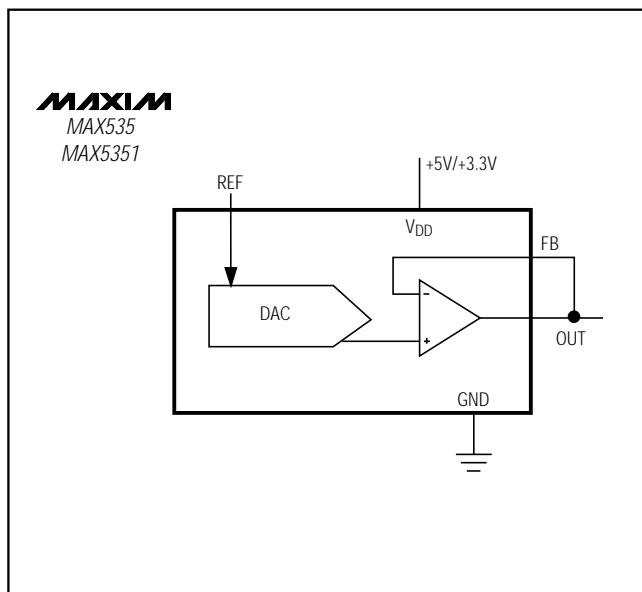 MAXIM
MAX535
MAX5351
+5V/+3.3V
REF
VDD
FB
DAC
-
+
OUT
GND